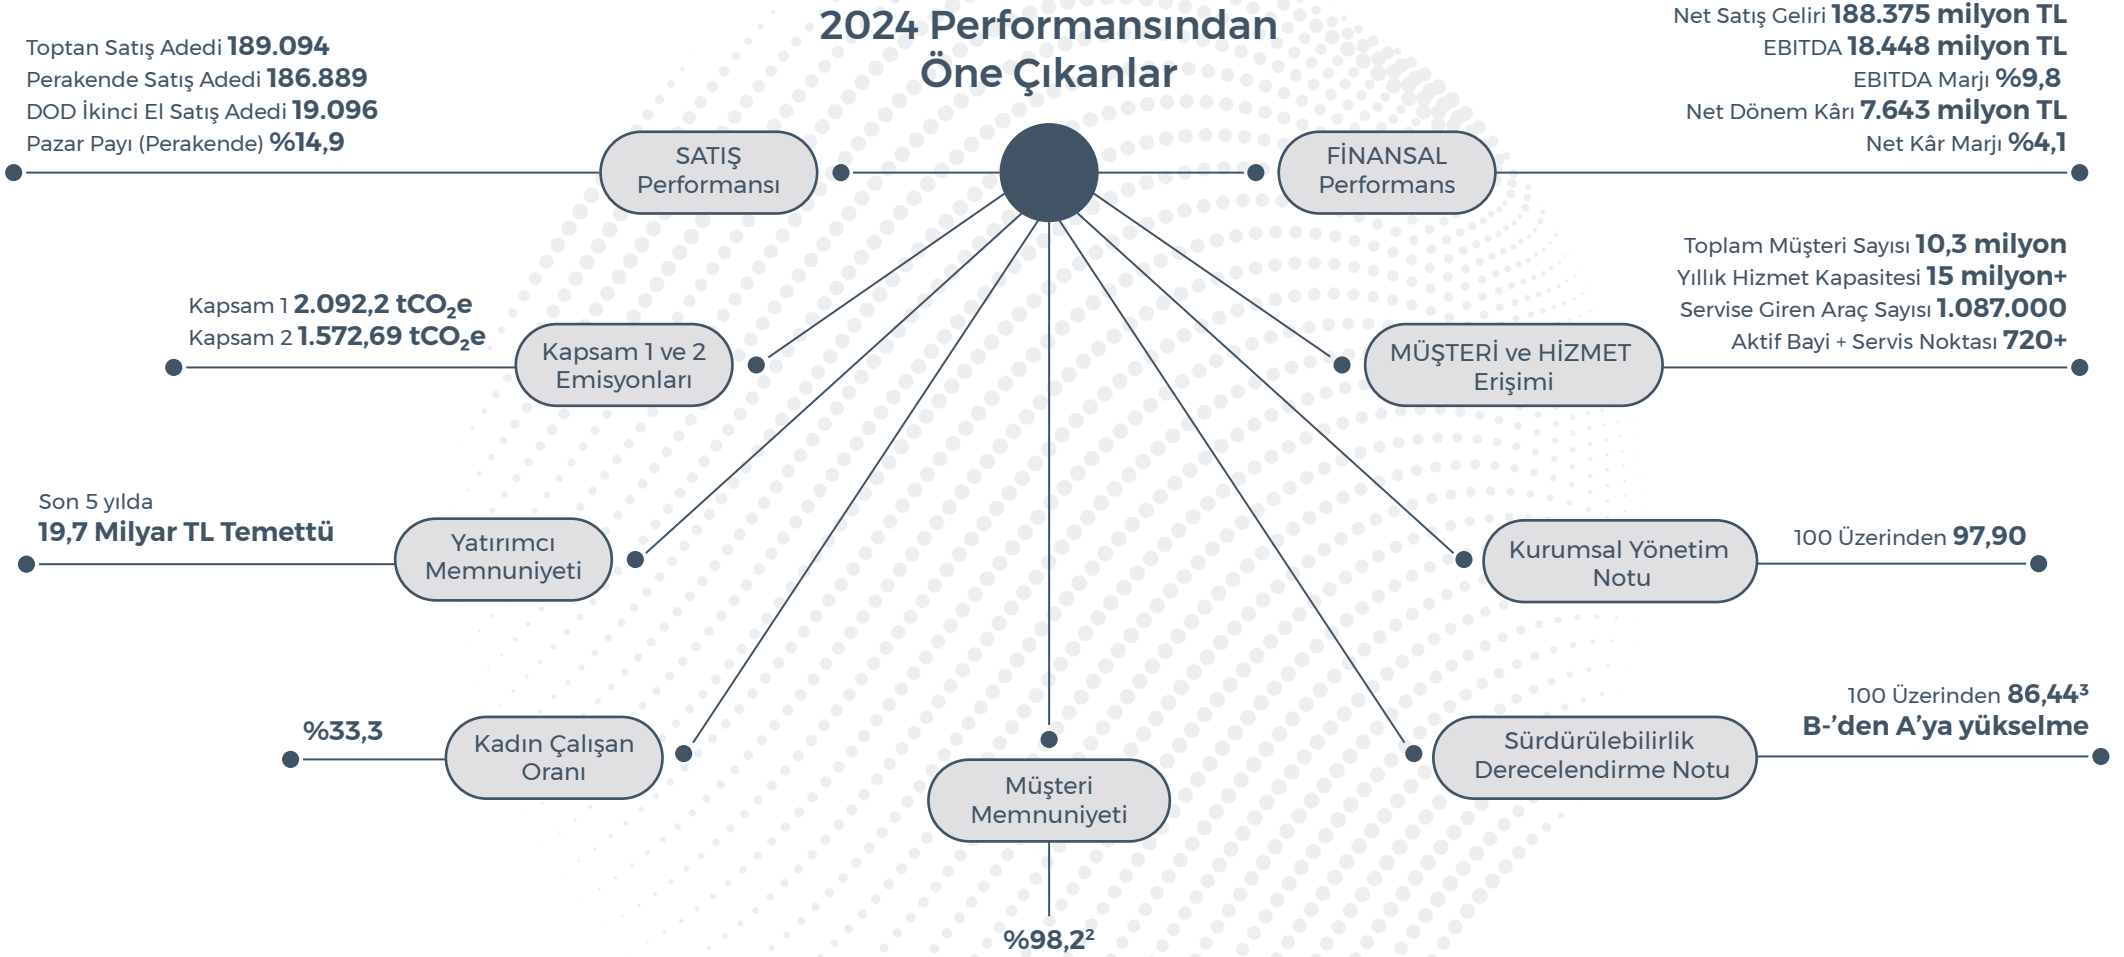 2024 Performansından
Öne Çıkanlar
Toptan Satış Adedi 189.094
Perakende Satış Adedi 186.889
DOD İkinci El Satış Adedi 19.096
Pazar Payı (Perakende) %14,9
SATIŞ
Performansı
FİNANSAL
Performans
Net Satış Geliri 188.375 milyon TL
EBITDA 18.448 milyon TL
EBITDA Marjı %9,8
Net Dönem Kârı 7.643 milyon TL
Net Kâr Marjı %4,1
Kapsam 1 2.092,2 tCO₂e
Kapsam 2 1.572,69 tCO₂e
Kapsam 1 ve 2
Emisyonları
MÜŞTERİ ve HİZMET
Erişimi
Toplam Müşteri Sayısı 10,3 milyon
Yıllık Hizmet Kapasitesi 15 milyon+
Servise Giren Araç Sayısı 1.087.000
Aktif Bayi + Servis Noktası 720+
Son 5 yılda
19,7 Milyar TL Temettü
Yatırımcı
Memnuniyeti
Kurumsal Yönetim
Notu
100 Üzerinden 97,90
%33,3
Kadın Çalışan
Oranı
Müşteri
Memnuniyeti
%98,2²
Sürdürülebilirlik
Derecelendirme Notu
100 Üzerinden 86,44³
B-’den A’ya yükselme